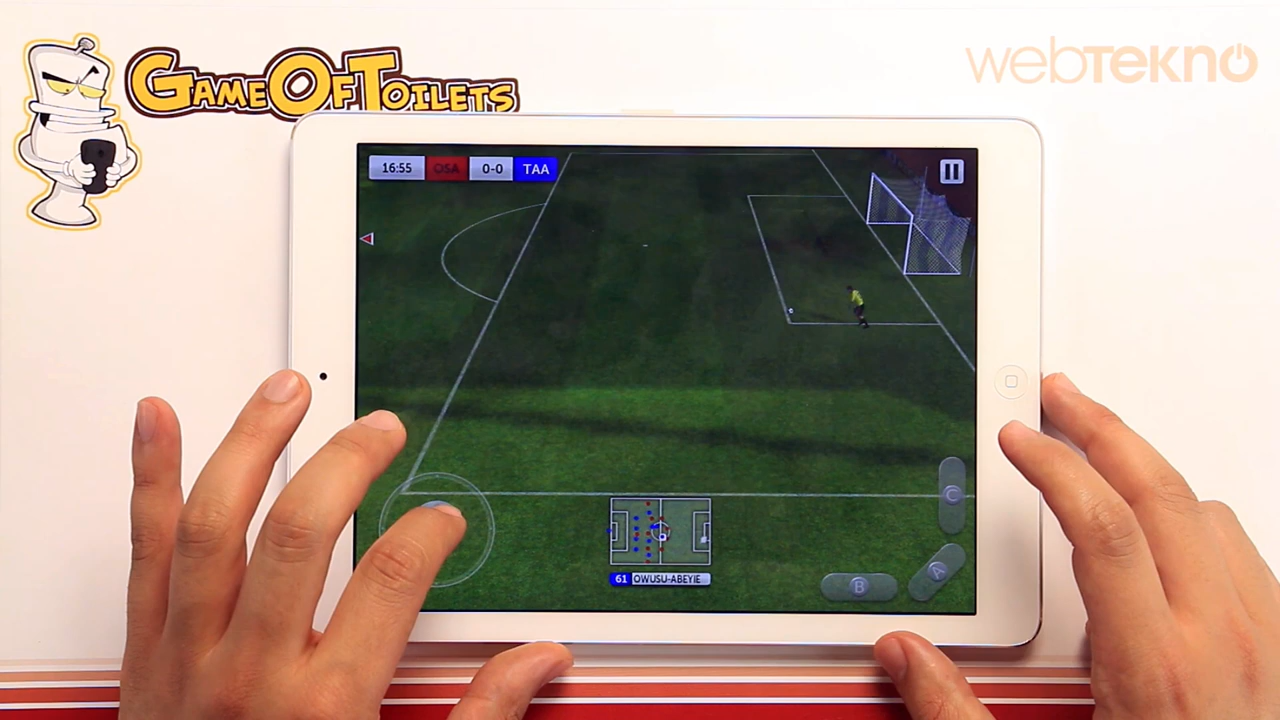 GAMEOFTOILETS
webTEKNO
16:55 OSA 0-0 TAA
C
A
B
61 OWUSU-ABEYIE